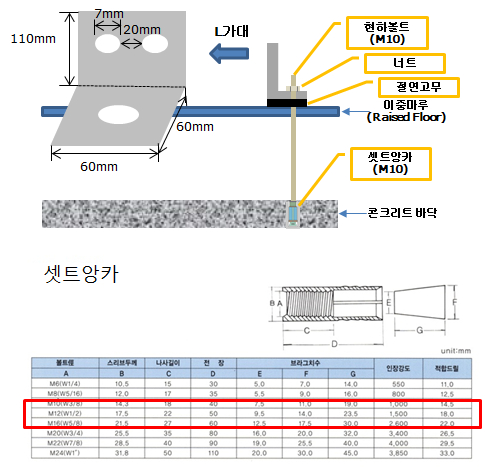 7mm
110mm
20mm
L가대
현하볼트
(M10)
너트
절연고무
이중마루
(Raised Floor)
60mm
60mm
셋트앙카
(M10)
콘크리트 바닥
셋트앙카
B A
E
F
C
G
D
unit:mm
볼트램 스리브두께 나사길이 전 장 브라그치수 인장강도 적합드릴
A B C D E F G
M6(W1/4) 10,5 15 30 5,0 7,0 14,0 550 11,0
M8(W5/16) 12,0 17 35 5,5 9,0 16,0 800 12,5
M10(W3/8) 14,3 18 40 7,5 11,0 19,0 1,000 14,5
M12(W1/2) 17,5 22 50 9,5 14,0 23,5 1,500 18,0
M16(W5/8) 21,5 27 60 12,5 17,5 30,0 2,600 22,0
M20(W3/4) 25,5 35 80 16,0 20,0 32,0 3,400 26,5
M22(W7/8) 28,5 40 90 19,0 25,5 40,0 4,000 29,5
M24(W1") 31,8 50 110 20,0 30,0 45,0 3,850 33,0